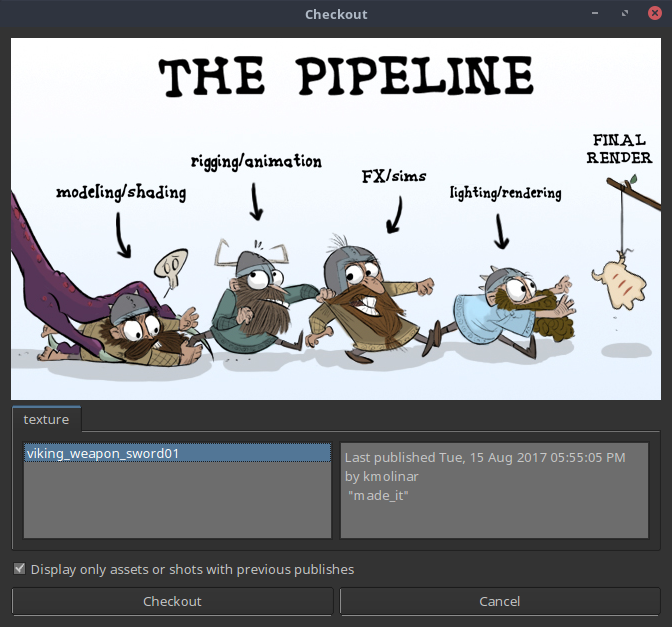 Checkout
THE PIPELINE
FINAL
RENDER
rigging/animation
FX/sims
modeling/shading
lighting/rendering
texture
viking_weapon_sword01
Last published Tue, 15 Aug 2017 05:55:05 PM
by kmolinar
"made_it"
Display only assets or shots with previous publishes
Checkout
Cancel